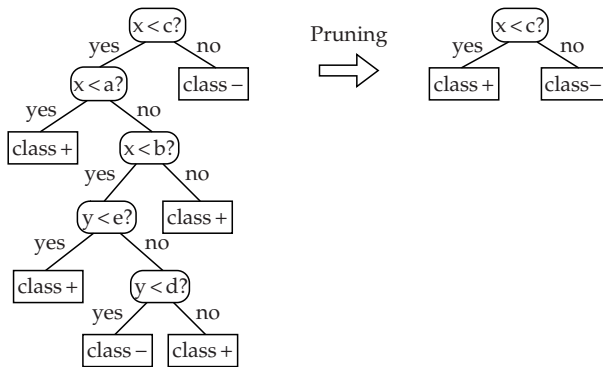 x < c?
yes
no
x < a?
class −
yes
no
class +
x < b?
yes
no
y < e?
class +
yes
no
class +
y < d?
yes
no
class −
class +
Pruning
x < c?
yes
no
class +
class−